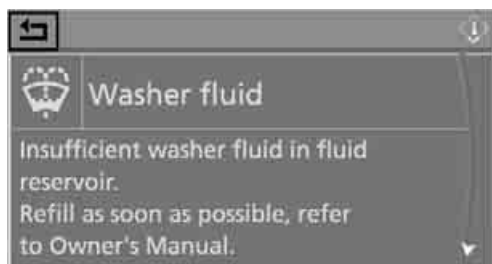 Washer fluid
Insufficient washer fluid in fluid
reservoir.
Refill as soon as possible, refer
to Owner's Manual.